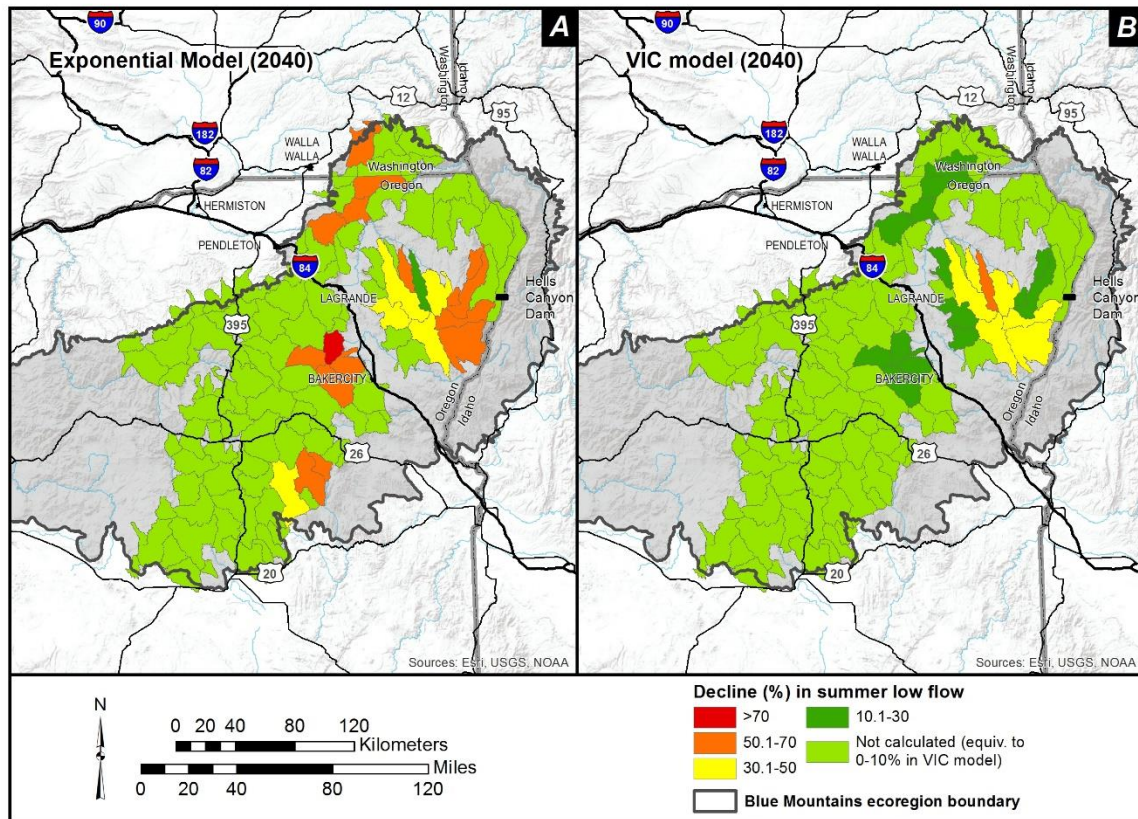 A
Exponential Model (2040)
90
12
95
182
82
84
395
26
20
Washington
Idaho
WALLA
WALLA
Washington
Oregon
HERMISTON
PENDLETON
LAGRANDE
Hells
Canyon
Dam
BAKERCITY
Oregon
Idaho
Sources: Esri, USGS, NOAA
B
VIC model (2040)
90
12
95
182
82
84
395
26
20
Washington
Idaho
WALLA
WALLA
Washington
Oregon
HERMISTON
PENDLETON
LAGRANDE
Hells
Canyon
Dam
BAKERCITY
Oregon
Idaho
Sources: Esri, USGS, NOAA
N
0 20 40 80 120
Kilometers
Miles
0 20 40 80 120
Decline (%) in summer low flow
>70
50.1-70
30.1-50
10.1-30
Not calculated (equiv. to
0-10% in VIC model)
Blue Mountains ecoregion boundary